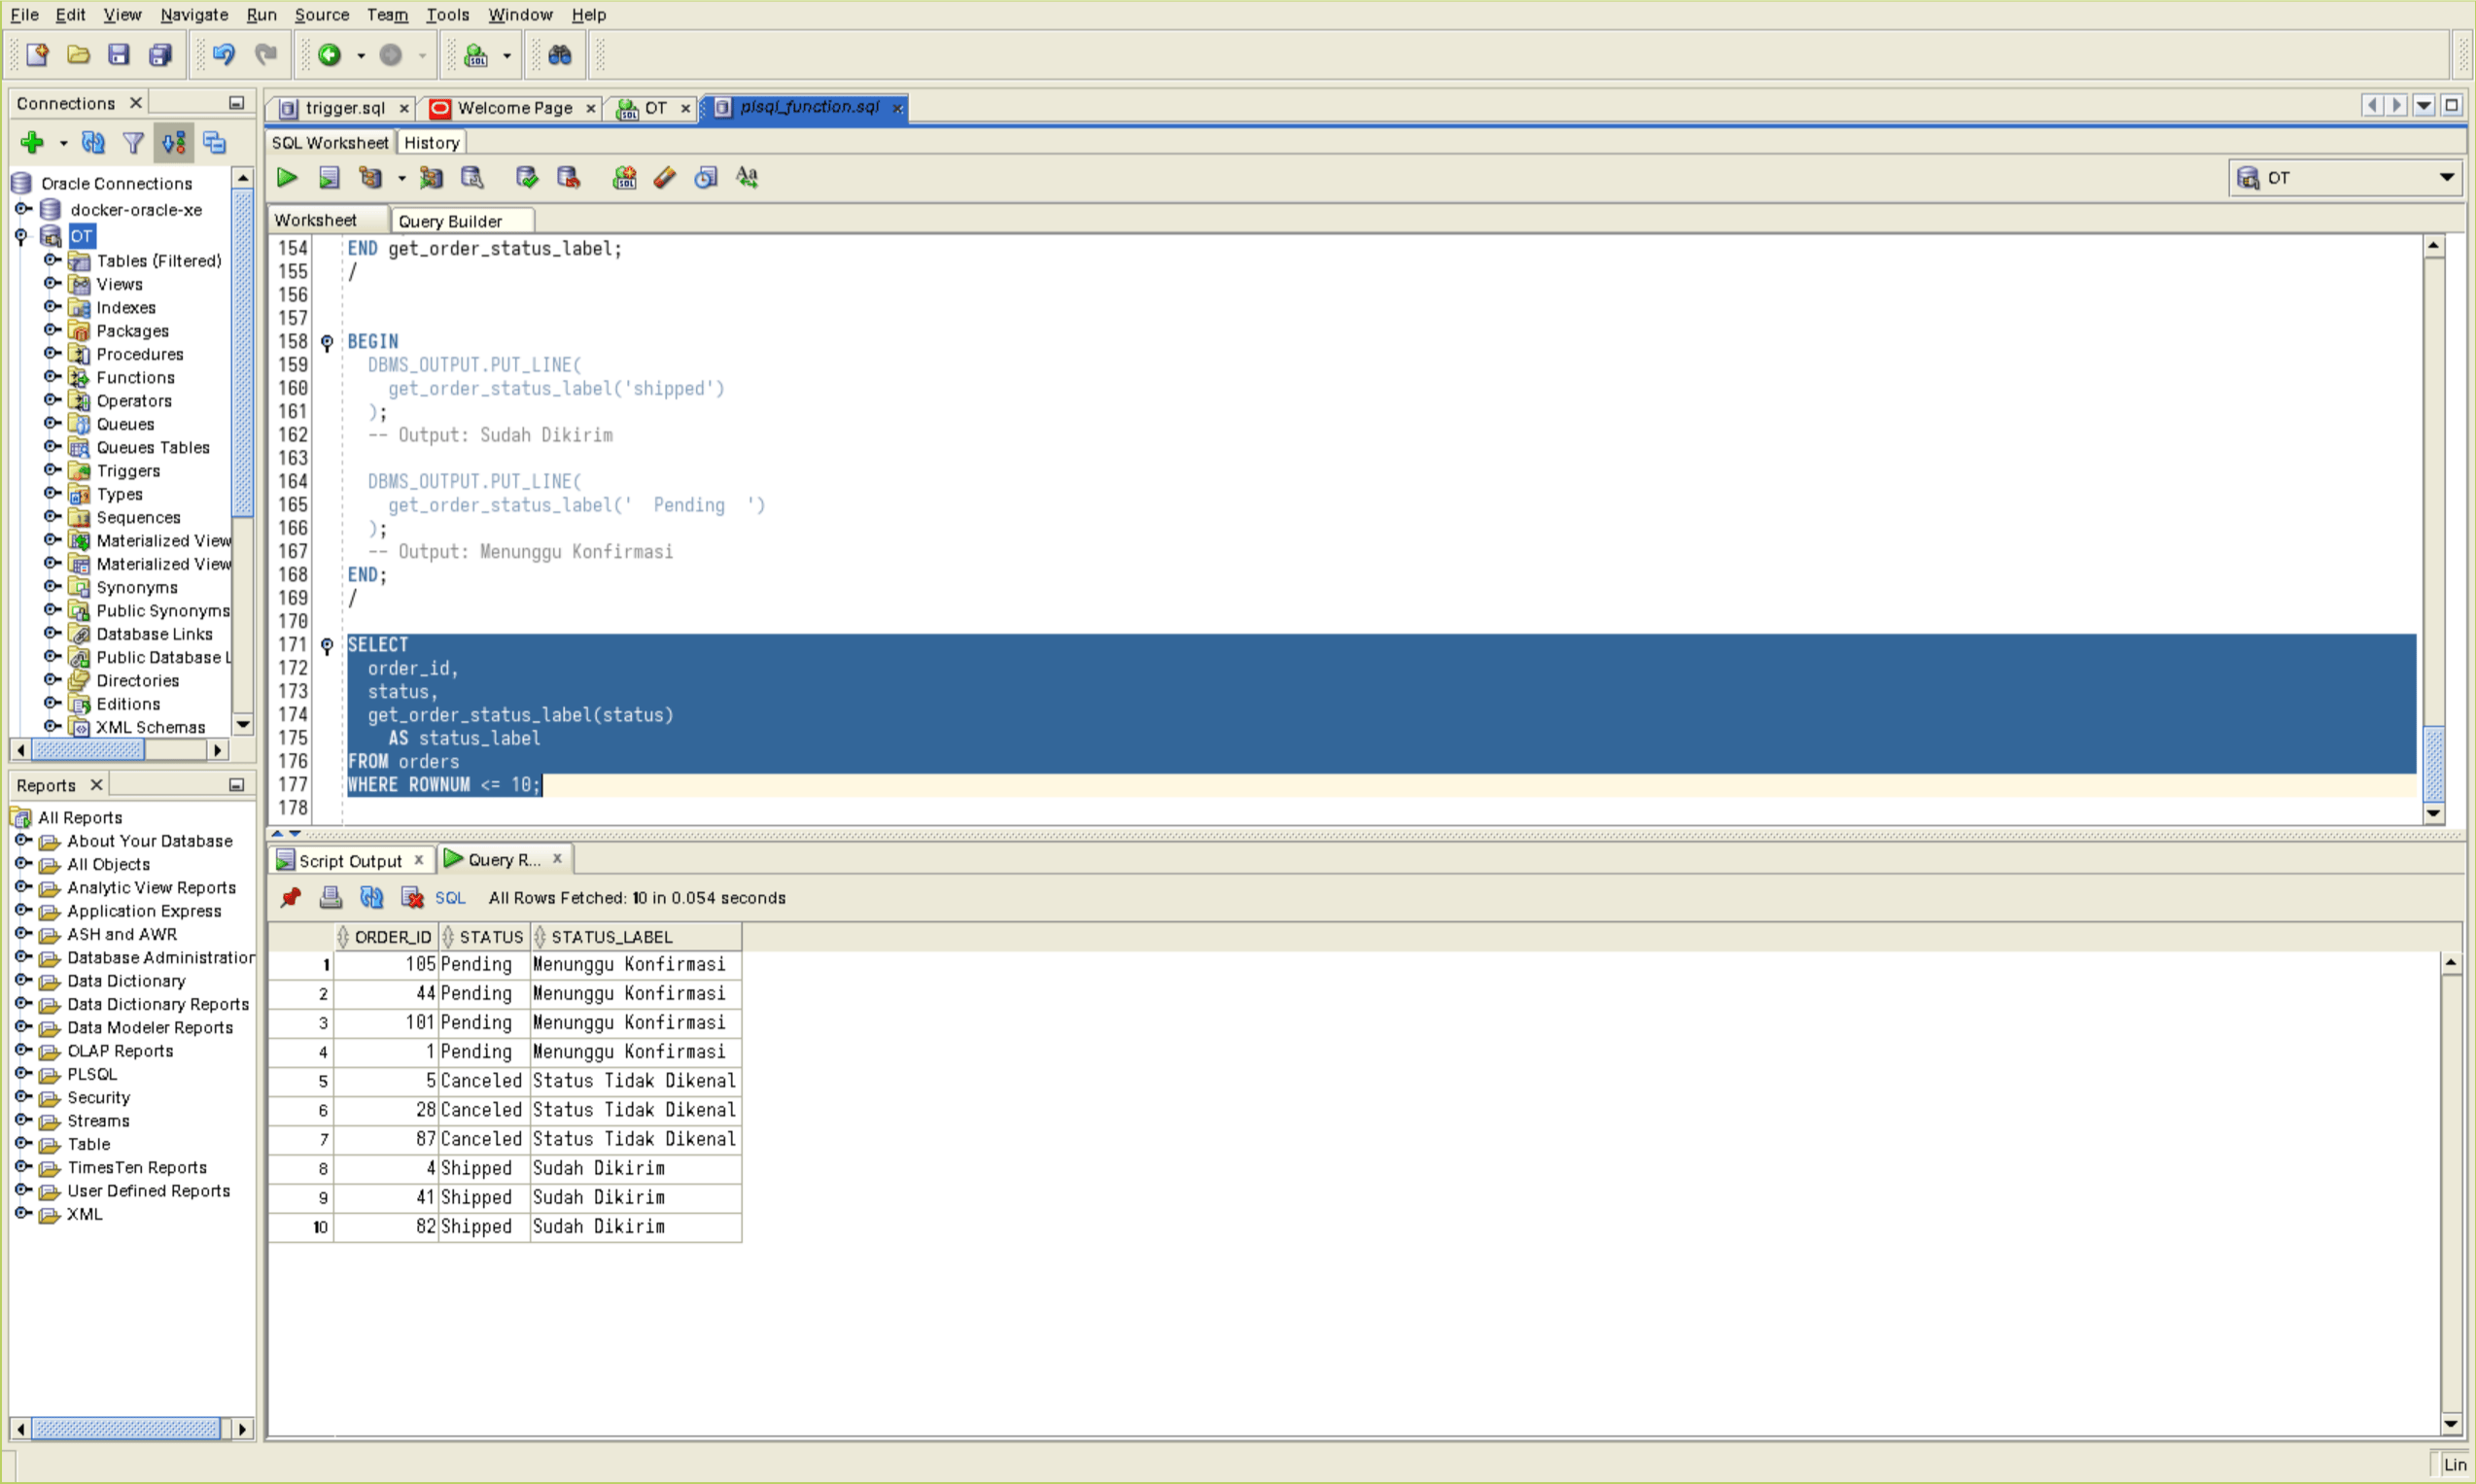 File Edit View Navigate Run Source Team Tools Window Help
Connections
Oracle Connections
docker-oracle-xe
OT
Tables (Filtered)
Views
Indexes
Packages
Procedures
Functions
Operators
Queues
Queues Tables
Triggers
Types
Sequences
Materialized View
Materialized View
Synonyms
Public Synonyms
Database Links
Public Database L
Directories
Editions
XML Schemas
Reports
All Reports
About Your Database
All Objects
Analytic View Reports
Application Express
ASH and AWR
Database Administration
Data Dictionary
Data Dictionary Reports
Data Modeler Reports
OLAP Reports
PLSQL
Security
Streams
Table
TimesTen Reports
User Defined Reports
XML
trigger.sql Welcome Page OT plsql_function.sql
SQL Worksheet History
OT
Worksheet Query Builder
154 END get_order_status_label;
155 /
156
157
158 BEGIN
159 DBMS_OUTPUT.PUT_LINE(
160 get_order_status_label('shipped')
161 );
162 -- Output: Sudah Dikirim
163
164 DBMS_OUTPUT.PUT_LINE(
165 get_order_status_label('  Pending  ')
166 );
167 -- Output: Menunggu Konfirmasi
168 END;
169 /
170
171 SELECT
172 order_id,
173 status,
174 get_order_status_label(status)
175 AS status_label
176 FROM orders
177 WHERE ROWNUM <= 10;
178
Script Output Query R...
SQL All Rows Fetched: 10 in 0.054 seconds
ORDER_ID STATUS STATUS_LABEL
1 105 Pending Menunggu Konfirmasi
2 44 Pending Menunggu Konfirmasi
3 101 Pending Menunggu Konfirmasi
4 1 Pending Menunggu Konfirmasi
5 5 Canceled Status Tidak Dikenal
6 28 Canceled Status Tidak Dikenal
7 87 Canceled Status Tidak Dikenal
8 4 Shipped Sudah Dikirim
9 41 Shipped Sudah Dikirim
10 82 Shipped Sudah Dikirim
Lin